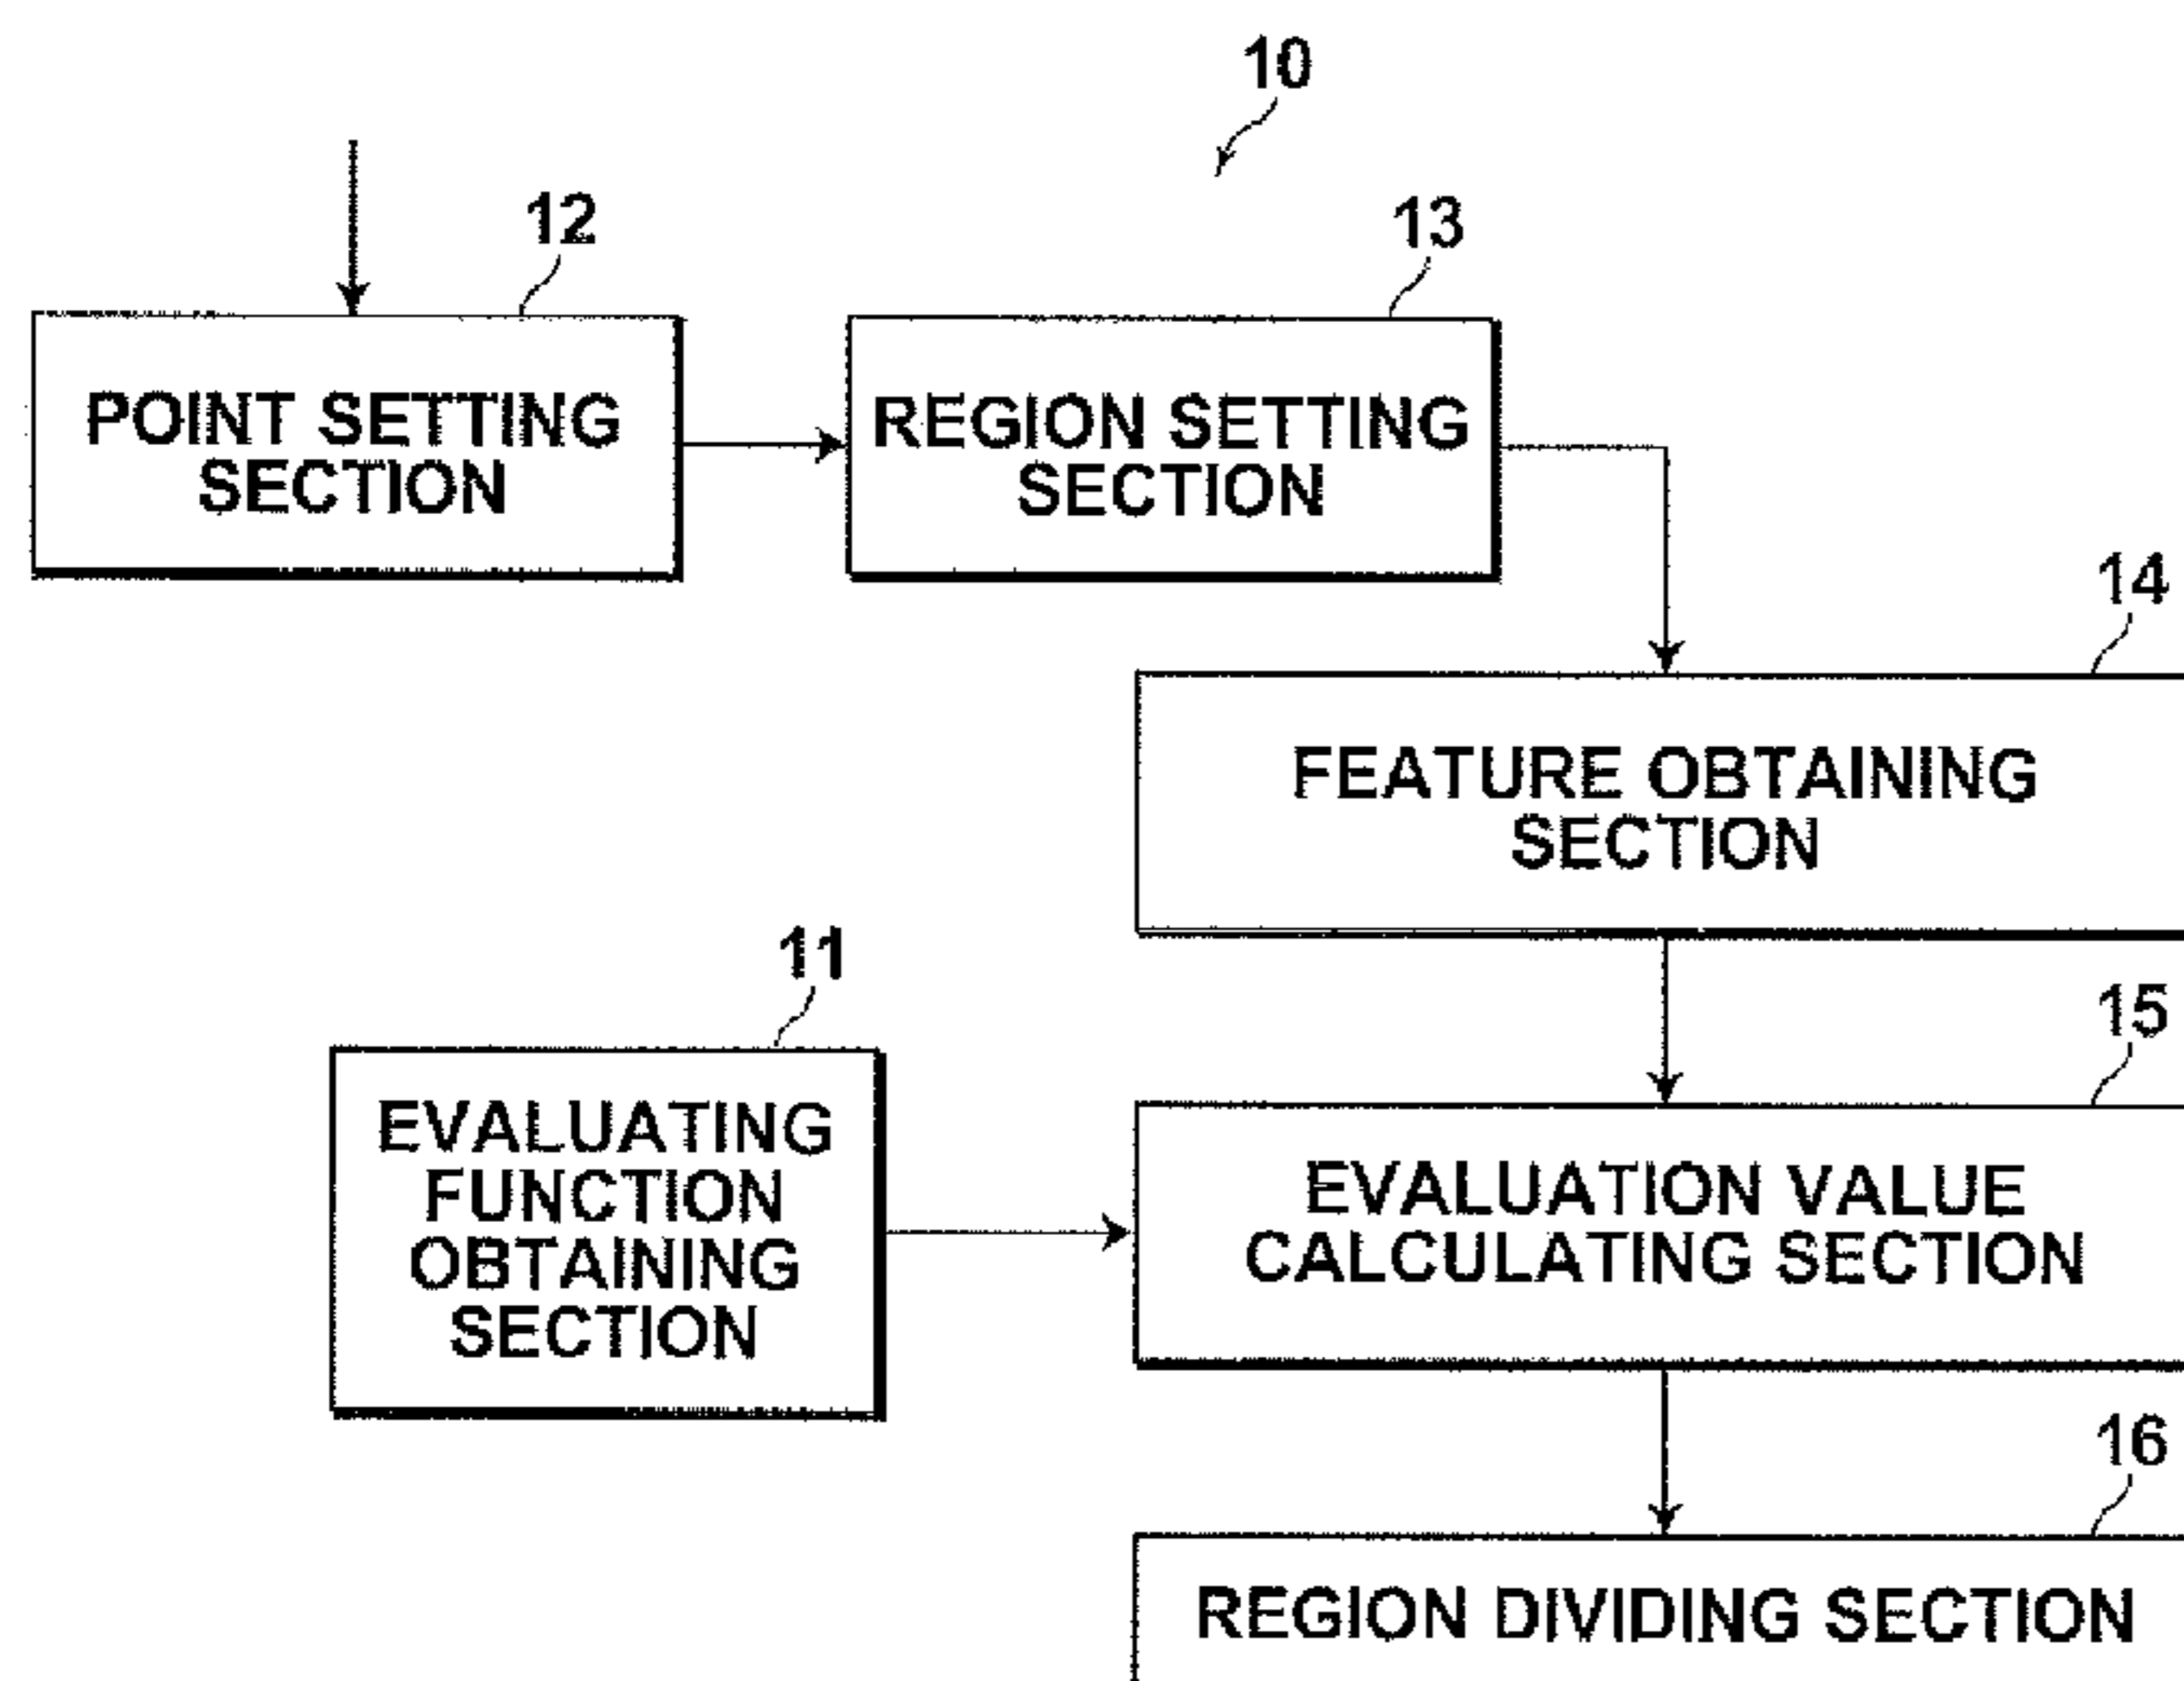 10
12
13
POINT SETTING
SECTION
REGION SETTING
SECTION
14
FEATURE OBTAINING
SECTION
11
15
EVALUATING
FUNCTION
OBTAINING
SECTION
EVALUATION VALUE
CALCULATING SECTION
16
REGION DIVIDING SECTION